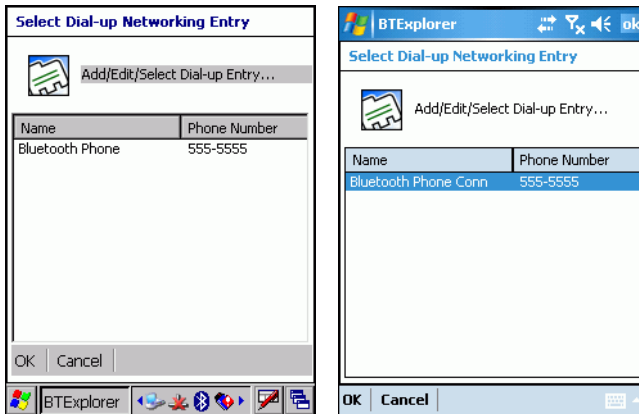 Select Dial-up Networking Entry
Add/Edit/Select Dial-up Entry...
Name Phone Number
Bluetooth Phone 555-5555
OK Cancel
BTExplorer
BTExplorer ok
Select Dial-up Networking Entry
Add/Edit/Select Dial-up Entry...
Name Phone Number
Bluetooth Phone Conn 555-5555
OK Cancel